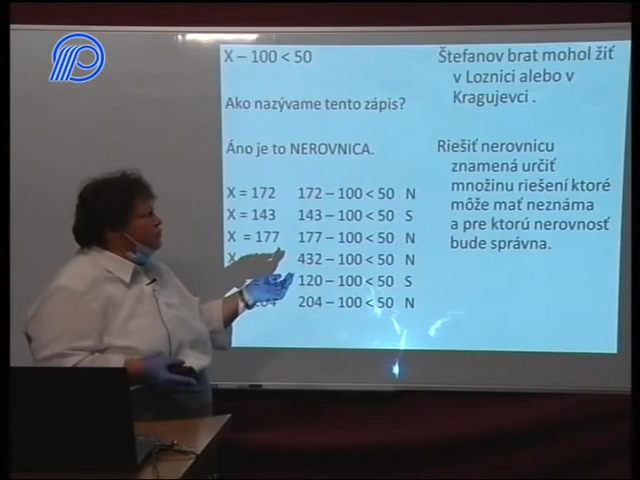 X – 100 < 50
Ako nazývame tento zápis?
Áno je to NEROVNICA.
X = 172 172 – 100 < 50 N
X = 143 143 – 100 < 50 S
X = 177 177 – 100 < 50 N
X 432 – 100 < 50 N
120 – 100 < 50 S
204 204 – 100 < 50 N
Štefanov brat mohol žiť
v Loznici alebo v
Kragujevci .
Riešiť nerovnicu
znamená určiť
množinu riešení ktoré
môže mať neznáma
a pre ktorú nerovnosť
bude správna.